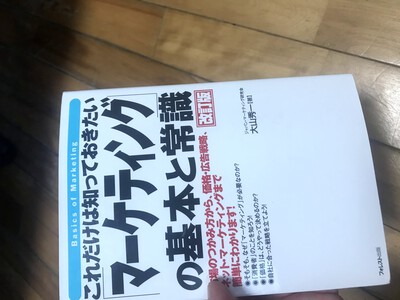 Basics of Marketing
これだけは知っておきたい
「マーケティング」
の基本と常識
改訂版
場のつかみ方から、価格・広告戦略、
ネット・マーケティングまで
簡単にわかります!
●そもそも、なぜ「マーケティング」が必要なのか?
●「消費者」のことを知ろう!
●「価格」は、どうやって決めるのか?
●自社に合った戦略を立てよう!
ジャパンマーケティング研究会
大山秀一【著】
フォレスト出版